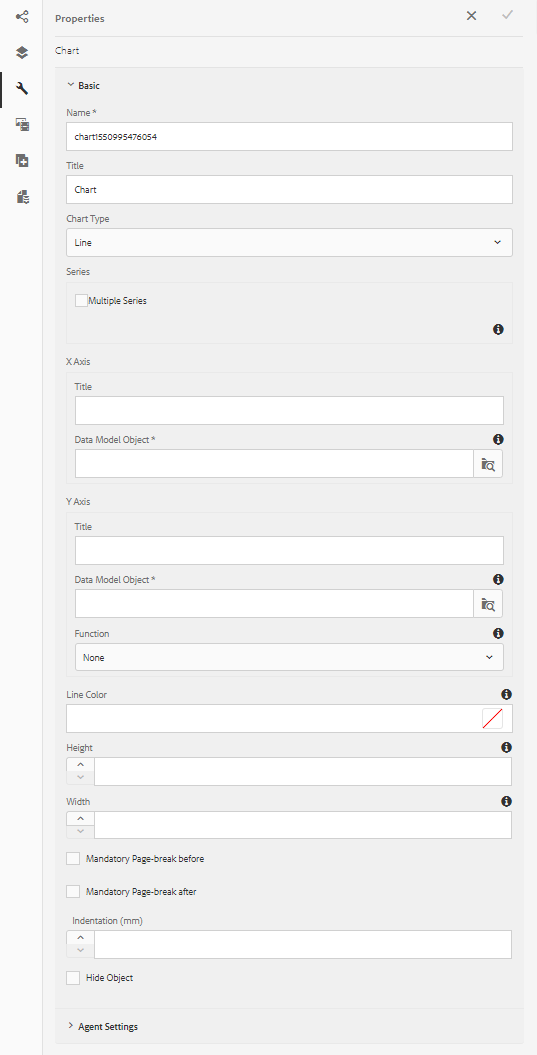 Properties
Chart
Basic
Name *
chart1550995476054
Title
Chart
Chart Type
Line
Series
Multiple Series
X Axis
Title
Data Model Object *
Y Axis
Title
Data Model Object *
Function
None
Line Color
Height
Width
Mandatory Page-break before
Mandatory Page-break after
Indentation (mm)
Hide Object
Agent Settings